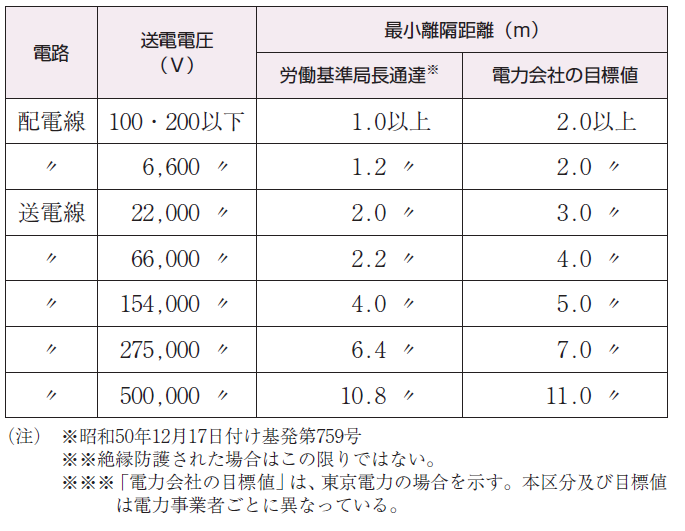 電路 送電電圧（V） 最小離隔距離（m）
労働基準局長通達※ 電力会社の目標値
配電線 100・200以下 1.0以上 2.0以上
〃 6,600 〃 1.2 〃 2.0 〃
送電線 22,000 〃 2.0 〃 3.0 〃
〃 66,000 〃 2.2 〃 4.0 〃
〃 154,000 〃 4.0 〃 5.0 〃
〃 275,000 〃 6.4 〃 7.0 〃
〃 500,000 〃 10.8 〃 11.0 〃
（注） ※昭和50年12月17日付け基発第759号
※※絶縁防護された場合はこの限りではない。
※※※「電力会社の目標値」は、東京電力の場合を示す。本区分及び目標値
は電力事業者ごとに異なっている。